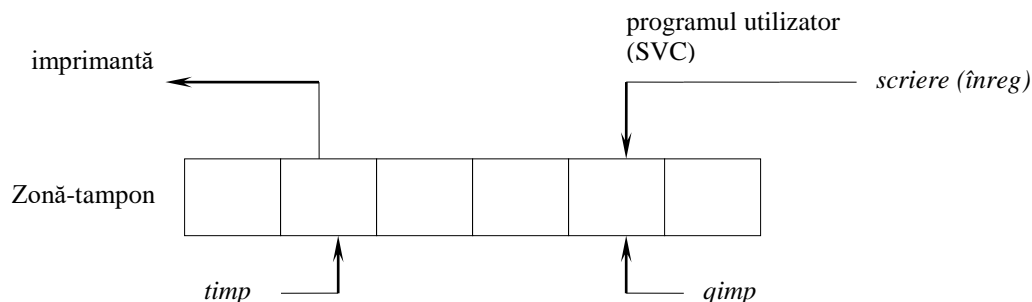 programul utilizator
(SVC)
imprimantă
scriere (înreg)
Zonă-tampon
timp
qimp